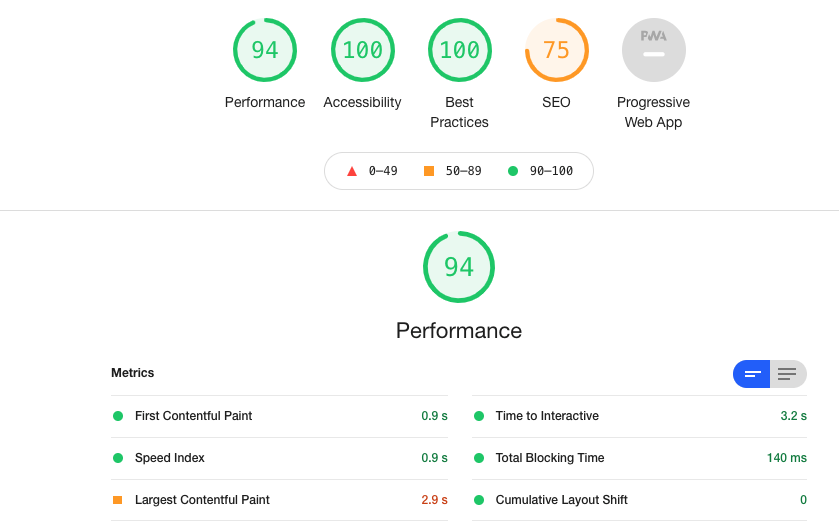 94 100 100 75 PWA
Performance Accessibility Best Practices SEO Progressive Web App
0–49 50–89 90–100
94
Performance
Metrics
First Contentful Paint 0.9 s
Time to Interactive 3.2 s
Speed Index 0.9 s
Total Blocking Time 140 ms
Largest Contentful Paint 2.9 s
Cumulative Layout Shift 0